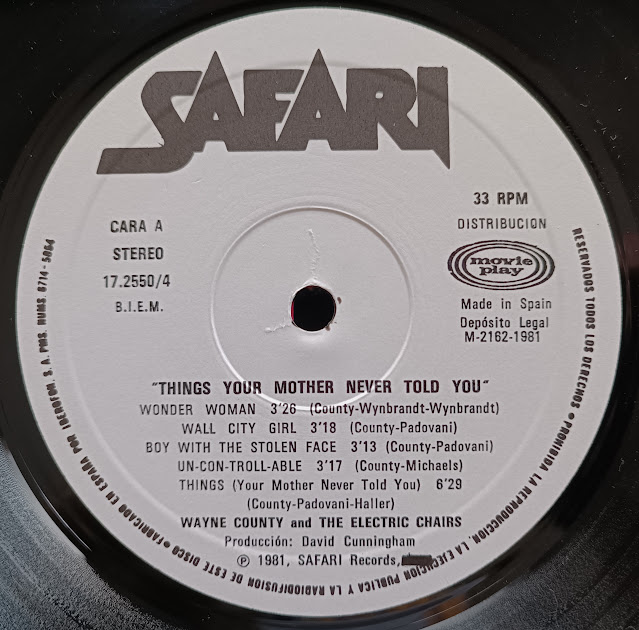 SAFARI
CARA A
STEREO
17.2550/4
B.I.E.M.
33 RPM
DISTRIBUCION
movie
play
Made in Spain
Depósito Legal
M-2162-1981
"THINGS YOUR MOTHER NEVER TOLD YOU"
WONDER WOMAN 3'26 (County-Wynbrandt-Wynbrandt)
WALL CITY GIRL 3'18 (County-Padovani)
BOY WITH THE STOLEN FACE 3'13 (County-Padovani)
UN-CON-TROLL-ABLE 3'17 (County-Michaels)
THINGS (Your Mother Never Told You) 6'29
(County-Padovani-Haller)
WAYNE COUNTY and THE ELECTRIC CHAIRS
Producción: David Cunningham
Ⓟ 1981, SAFARI Records,
RESERVADOS TODOS LOS DERECHOS • PROHIBIDA LA REPRODUCCION, LA EJECUCION PUBLICA Y LA RADIODIFUSION DE ESTE DISCO • FABRICADO EN ESPAÑA POR IBEROFON, S. A. PMS. NUMS. 0714-5064